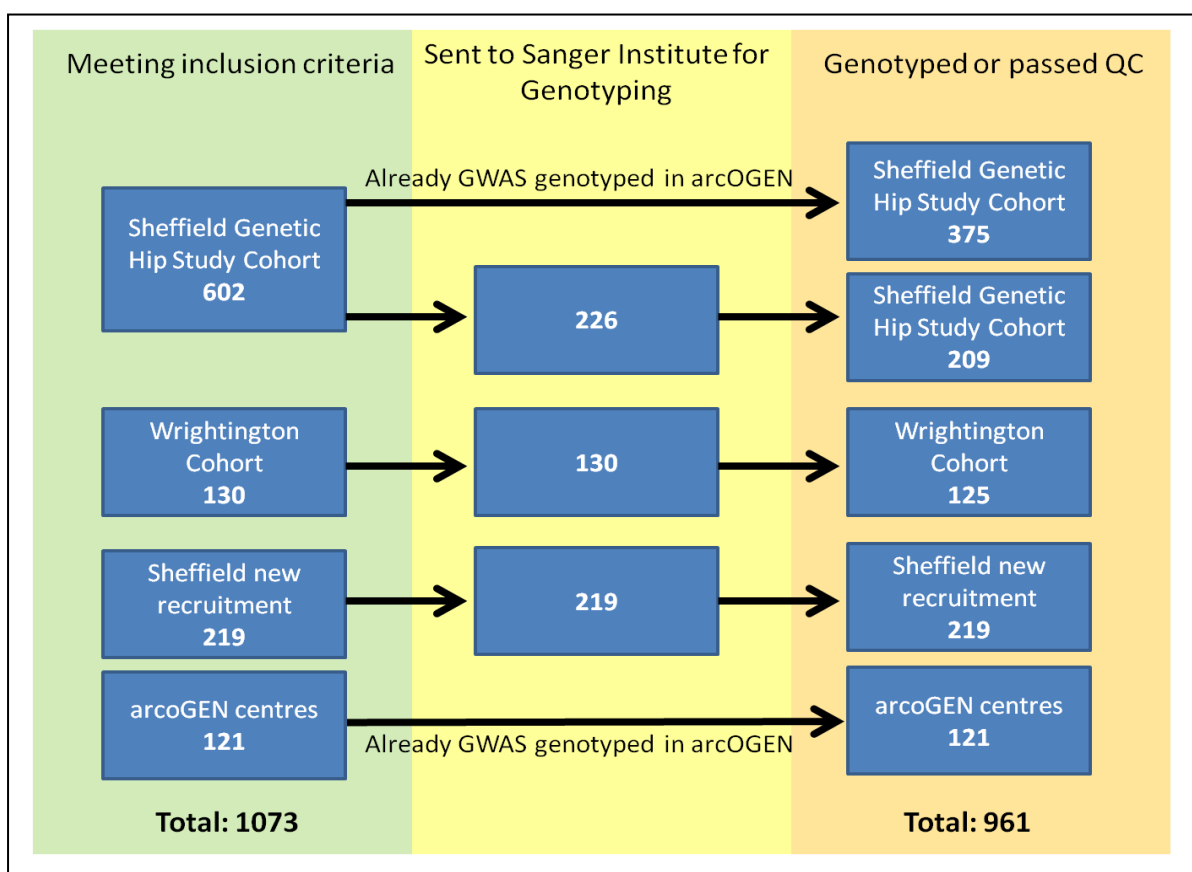 Meeting inclusion criteria
Sent to Sanger Institute for
Genotyping
Genotyped or passed QC
Already GWAS genotyped in arcOGEN
Sheffield Genetic
Hip Study Cohort
602
Sheffield Genetic
Hip Study Cohort
375
226
Sheffield Genetic
Hip Study Cohort
209
Wrightington
Cohort
130
130
Wrightington
Cohort
125
Sheffield new
recruitment
219
219
Sheffield new
recruitment
219
arcoGEN centres
121
Already GWAS genotyped in arcOGEN
arcoGEN centres
121
Total: 1073
Total: 961